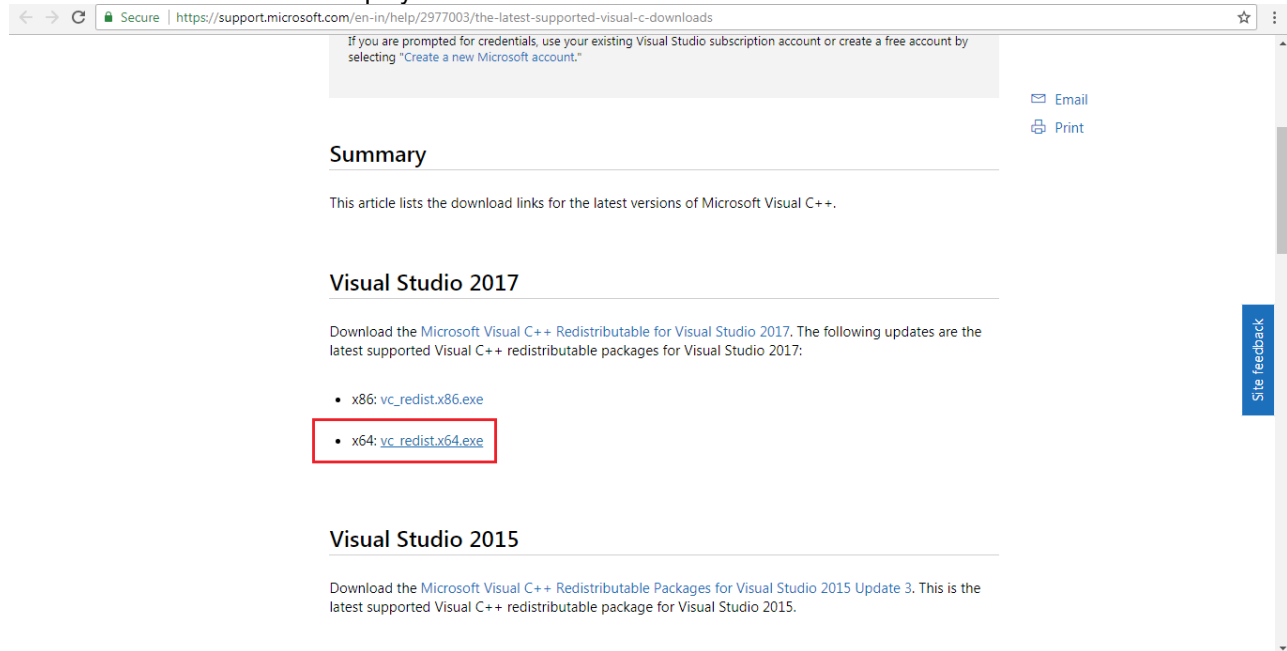 Secure | https://support.microsoft.com/en-in/help/2977003/the-latest-supported-visual-c-downloads
If you are prompted for credentials, use your existing Visual Studio subscription account or create a free account by
selecting "Create a new Microsoft account."
Email
Print
Summary
This article lists the download links for the latest versions of Microsoft Visual C++.
Visual Studio 2017
Download the Microsoft Visual C++ Redistributable for Visual Studio 2017. The following updates are the
latest supported Visual C++ redistributable packages for Visual Studio 2017:
• x86: vc_redist.x86.exe
• x64: vc_redist.x64.exe
Site feedback
Visual Studio 2015
Download the Microsoft Visual C++ Redistributable Packages for Visual Studio 2015 Update 3. This is the
latest supported Visual C++ redistributable package for Visual Studio 2015.